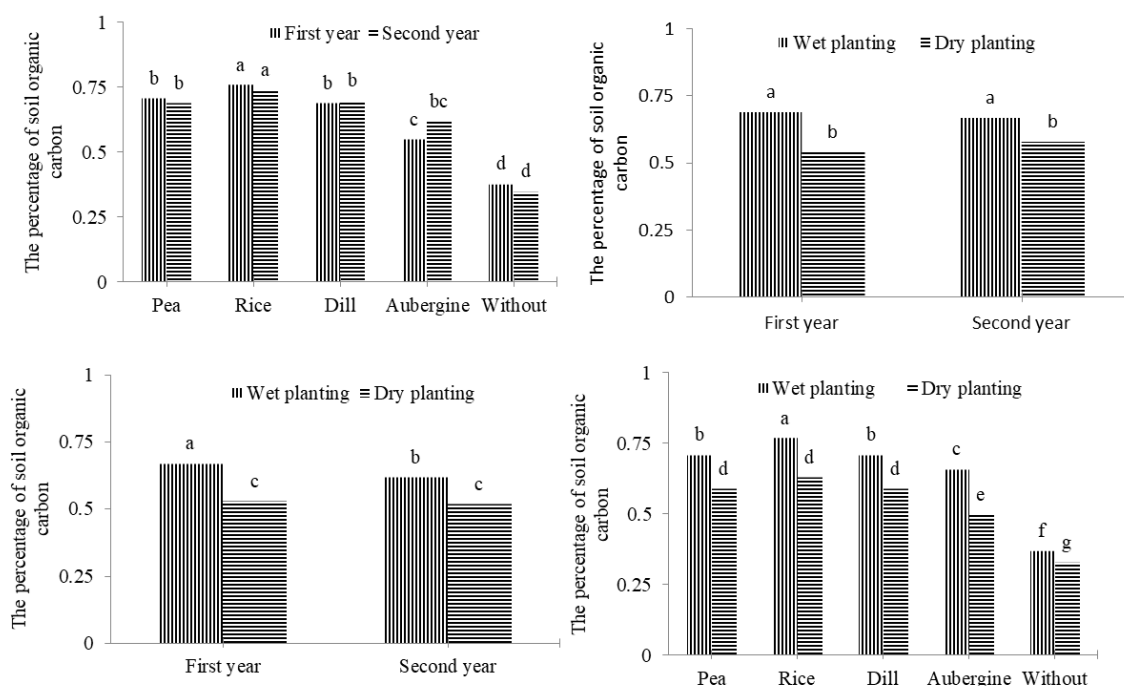 The percentage of soil organic
carbon
1
0.75
0.5
0.25
0
First year Second year
b b a a b b c bc d d
Pea Rice Dill Aubergine Without
The percentage of soil organic
carbon
1
0.75
0.5
0.25
0
Wet planting Dry planting
a b a b
First year Second year
The percentage of soil organic
carbon
1
0.75
0.5
0.25
0
Wet planting Dry planting
a c b c
First year Second year
The percentage of soil organic
carbon
1
0.75
0.5
0.25
0
Wet planting Dry planting
b d a d b d c e f g
Pea Rice Dill Aubergine Without